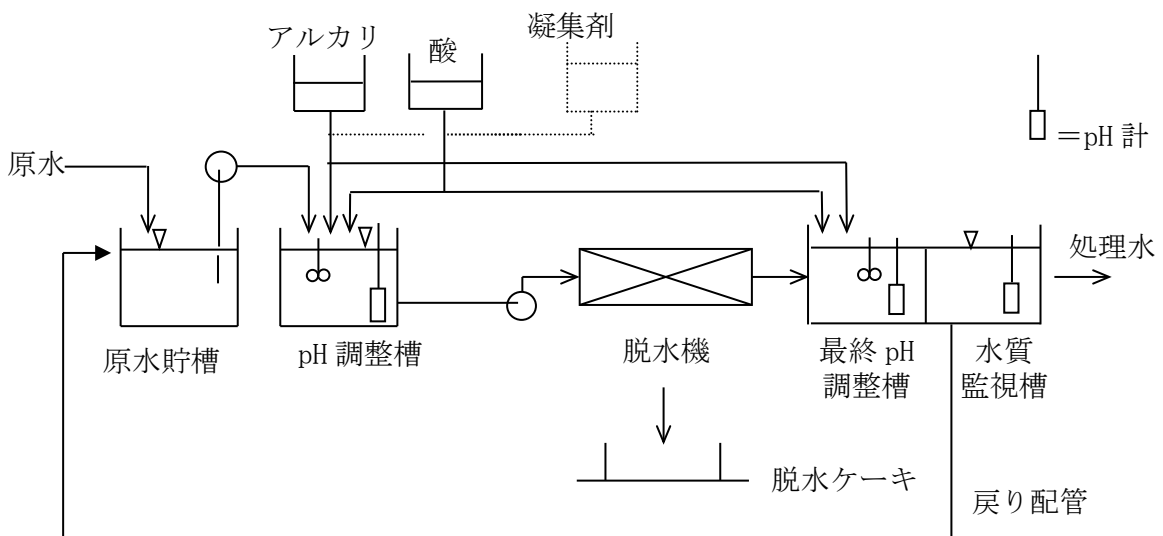 凝集剤
アルカリ
酸
=pH計
原水
処理水
原水貯槽
pH調整槽
脱水機
最終pH
調整槽
水質
監視槽
脱水ケーキ
戻り配管